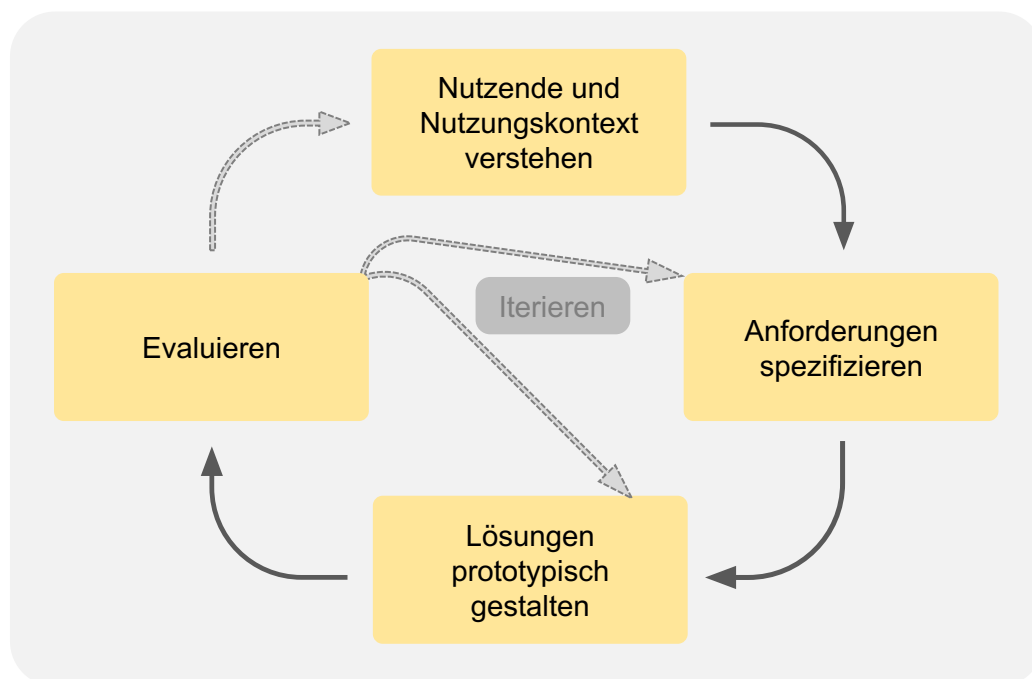 Nutzende und
Nutzungskontext
verstehen
Iterieren
Evaluieren
Anforderungen
spezifizieren
Lösungen
prototypisch
gestalten